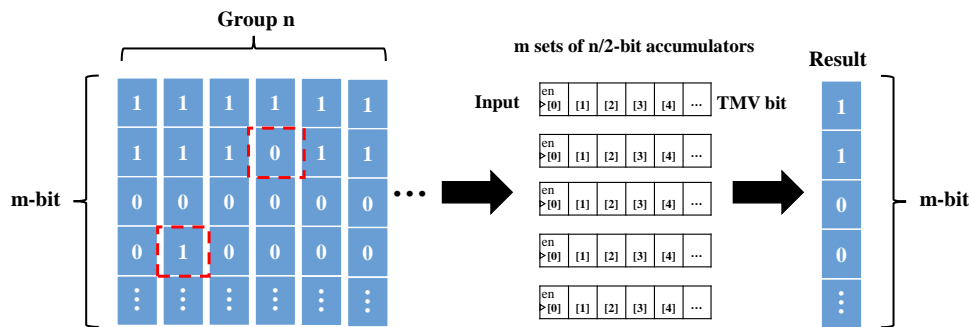 Group n
m sets of n/2-bit accumulators
Result
1 1 1 1 1 1
1 1 1 0 1 1
0 0 0 0 0 0
0 1 0 0 0 0
⋮ ⋮ ⋮ ⋮ ⋮ ⋮
m-bit
...
Input
TMV bit
en
[0] [1] [2] [3] [4] ...
en
[0] [1] [2] [3] [4] ...
en
[0] [1] [2] [3] [4] ...
en
[0] [1] [2] [3] [4] ...
en
[0] [1] [2] [3] [4] ...
1
1
0
0
⋮
m-bit